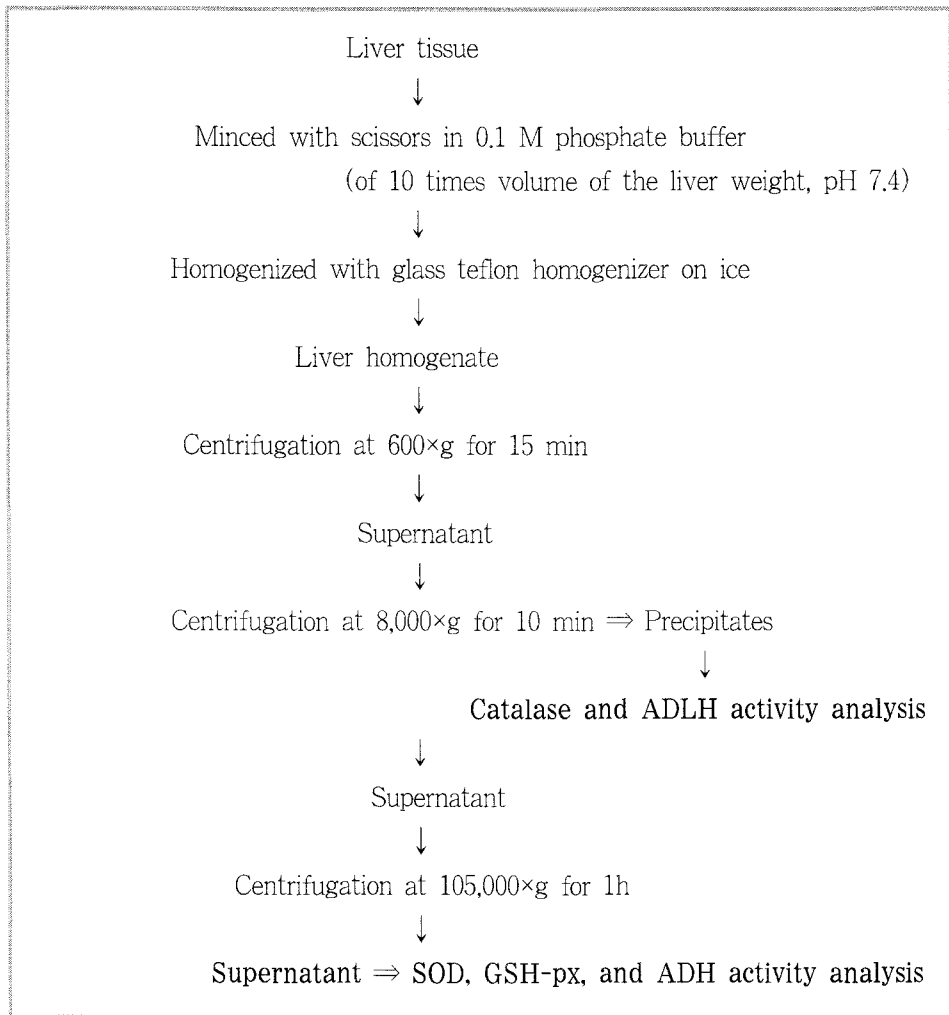 Liver tissue
↓
Minced with scissors in 0.1 M phosphate buffer
(of 10 times volume of the liver weight, pH 7.4)
↓
Homogenized with glass teflon homogenizer on ice
↓
Liver homogenate
↓
Centrifugation at 600×g for 15 min
↓
Supernatant
↓
Centrifugation at 8,000×g for 10 min ⇒ Precipitates
↓
Catalase and ADLH activity analysis
↓
Supernatant
↓
Centrifugation at 105,000×g for 1h
↓
Supernatant ⇒ SOD, GSH-px, and ADH activity analysis